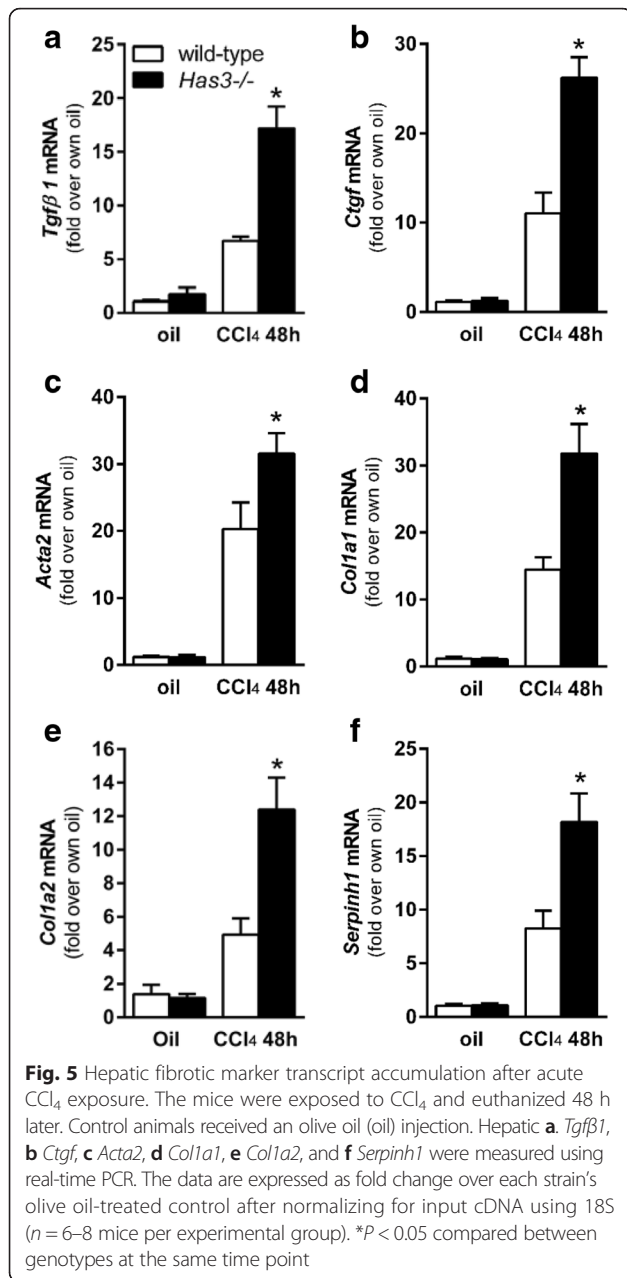 a
wild-type
Has3-/-
Tgfβ 1 mRNA
(fold over own oil)
25
20
15
10
5
0
*
oil
CCl4 48h
b
Ctgf mRNA
(fold over own oil)
30
20
10
0
*
oil
CCl4 48h
c
Acta2 mRNA
(fold over own oil)
40
30
20
10
0
*
oil
CCl4 48h
d
Col1a1 mRNA
(fold over own oil)
40
30
20
10
0
*
oil
CCl4 48h
e
Col1a2 mRNA
(fold over own oil)
16
14
12
10
8
6
4
2
0
*
Oil
CCl4 48h
f
Serpinh1 mRNA
(fold over own oil)
25
20
15
10
5
0
*
oil
CCl4 48h
Fig. 5 Hepatic fibrotic marker transcript accumulation after acute
CCl4 exposure. The mice were exposed to CCl4 and euthanized 48 h
later. Control animals received an olive oil (oil) injection. Hepatic a. Tgfβ1,
b Ctgf, c Acta2, d Col1a1, e Col1a2, and f Serpinh1 were measured using
real-time PCR. The data are expressed as fold change over each strain's
olive oil-treated control after normalizing for input cDNA using 18S
(n = 6–8 mice per experimental group). *P < 0.05 compared between
genotypes at the same time point